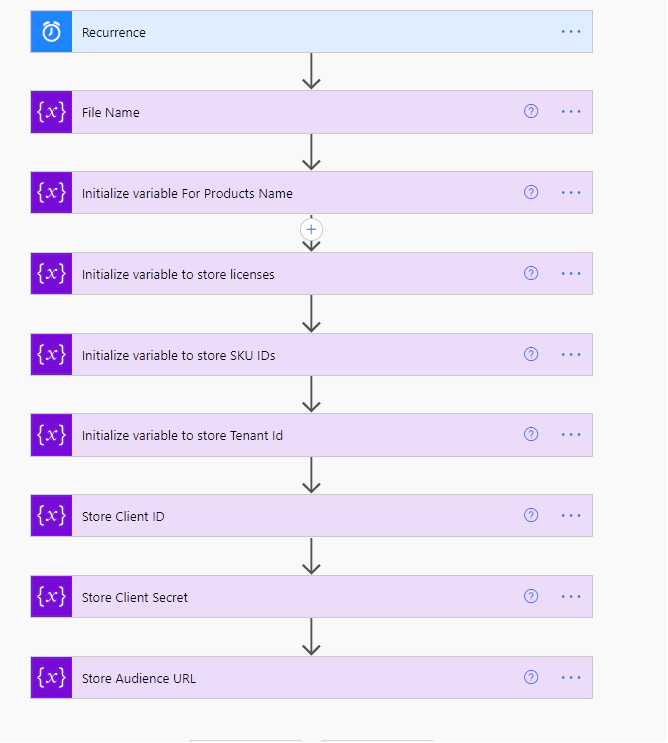 Recurrence
File Name
Initialize variable For Products Name
Initialize variable to store licenses
Initialize variable to store SKU IDs
Initialize variable to store Tenant Id
Store Client ID
Store Client Secret
Store Audience URL